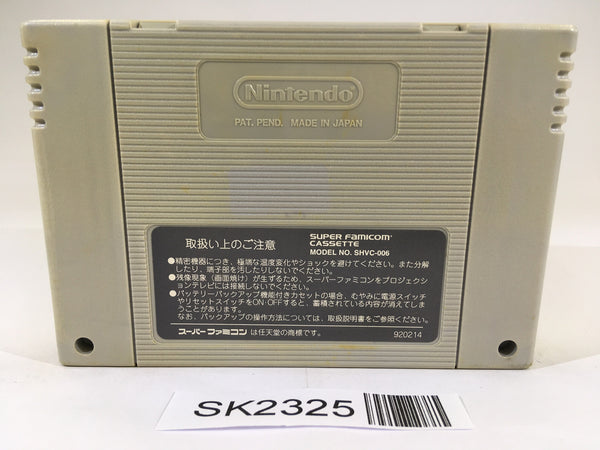 Nintendo
PAT. PEND. MADE IN JAPAN
取扱い上のご注意
SUPER FAMICOM
CASSETTE
MODEL NO. SHVC-006
●精密機器につき、極端な温度変化やショックを避けてください。また分解
したり、端子部を汚したりしないでください。
●残像現象（画面焼け）が生ずるため、スーパーファミコンをプロジェクシ
ョンテレビには接続しないでください。
●バッテリーバックアップ機能付きカセットの場合、むやみに電源スイッチ
やリセットスイッチをON・OFFすると、蓄積されている内容が消えてしま
うことがあります。
なお、バックアップの操作方法については、取扱説明書をご参照ください。
スーパーファミコン は任天堂の商標です。
920214
SK2325